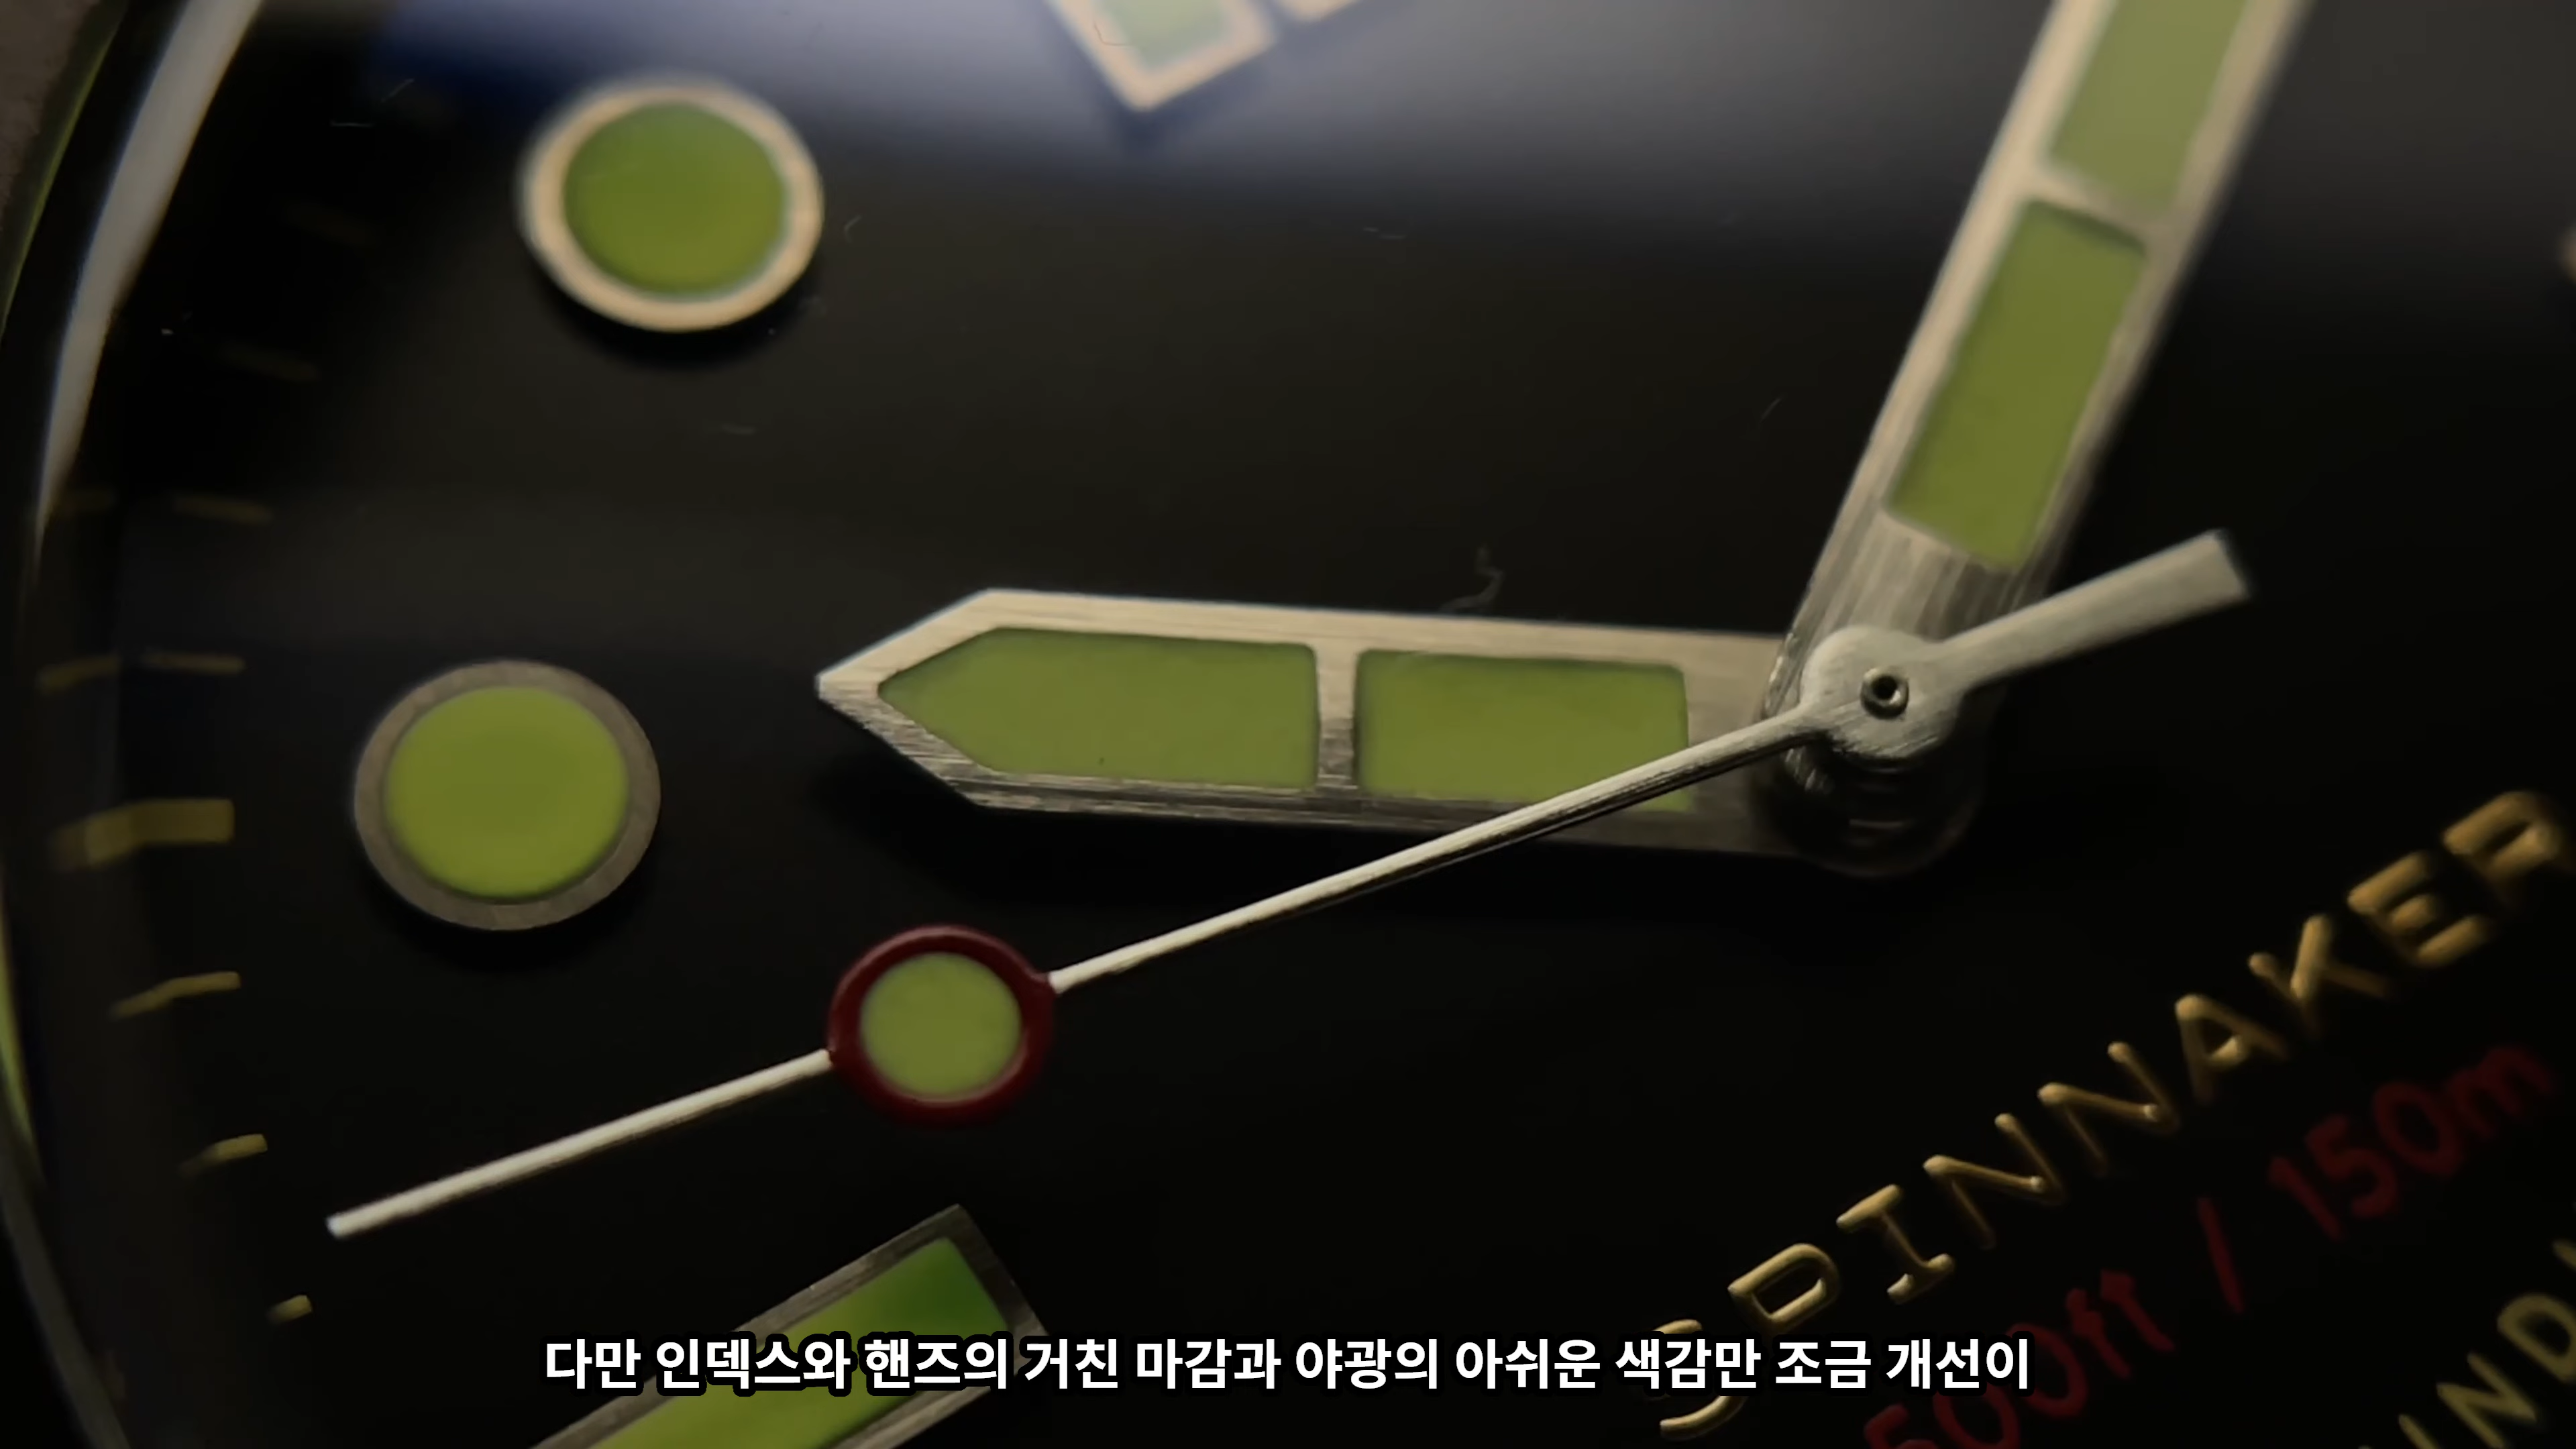 SPINNAKER
500ft / 150m
다만 인덱스와 핸즈의 거친 마감과 야광의 아쉬운 색감만 조금 개선이